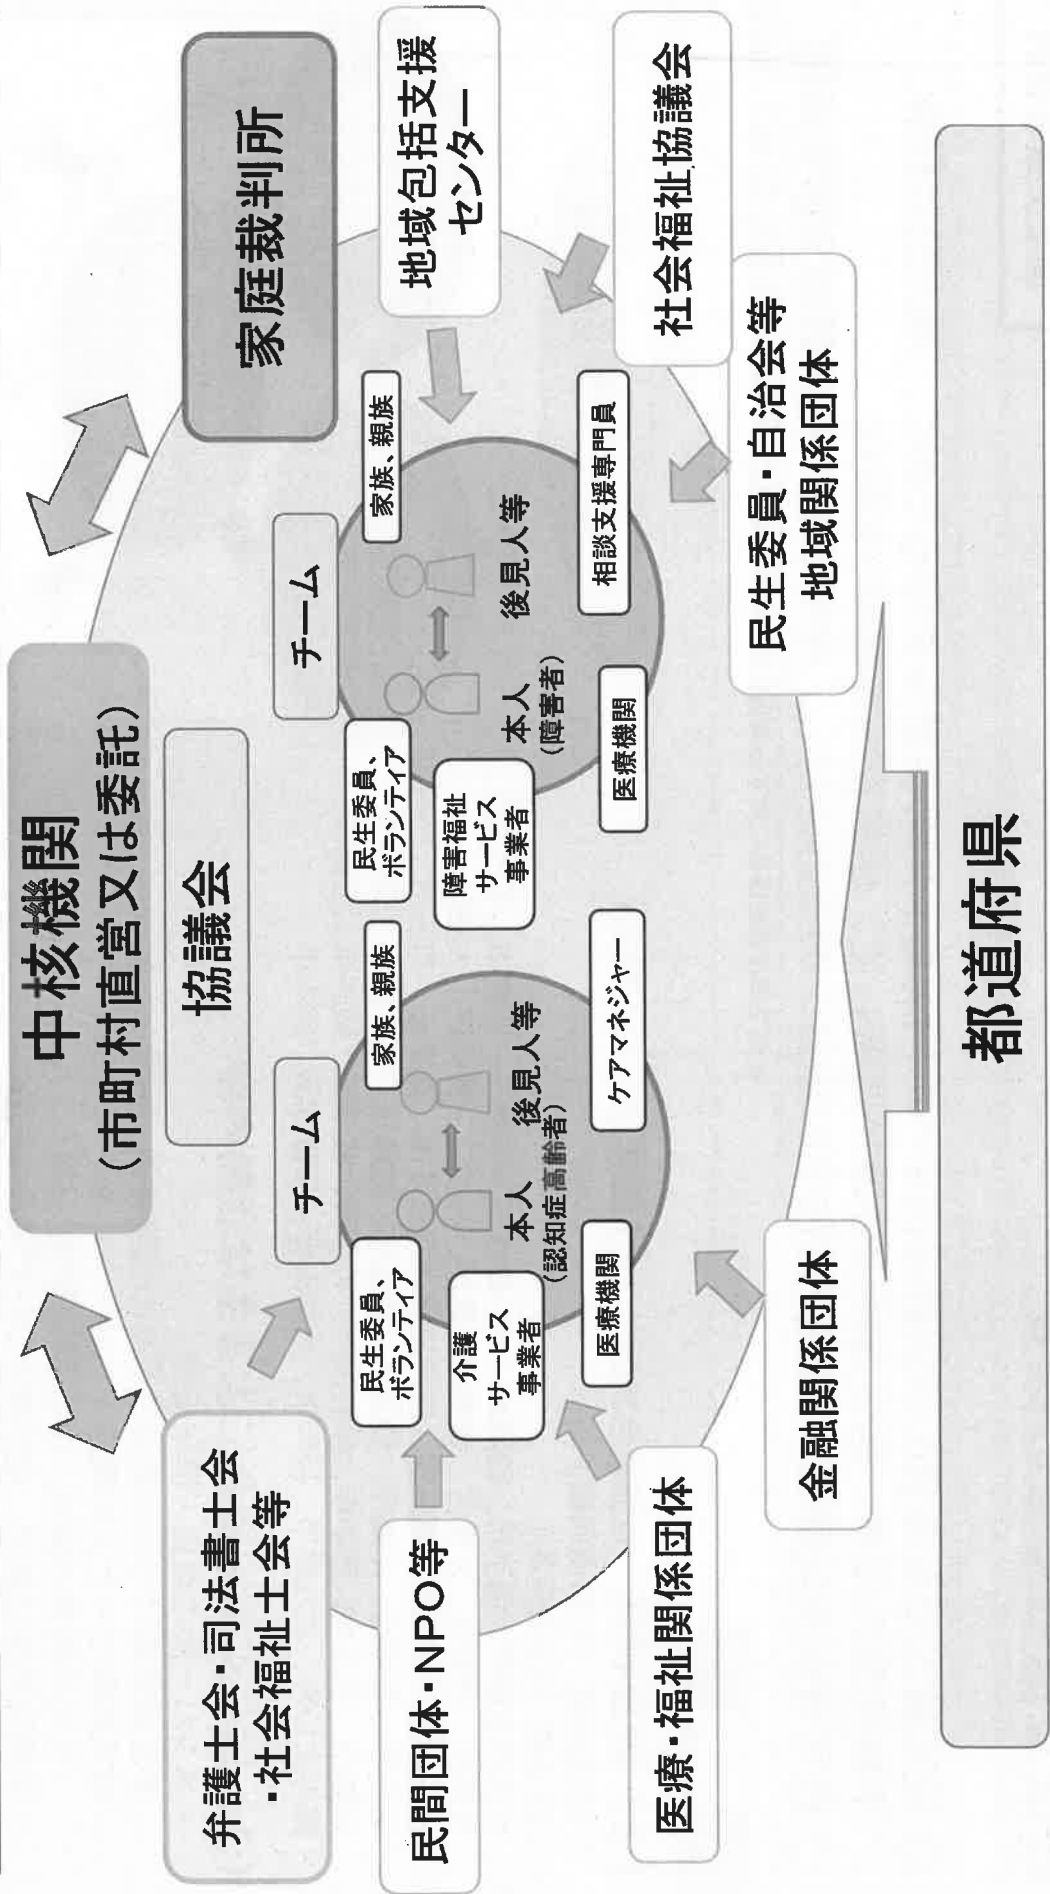 中核機関
（市町村直営又は委託）
協議会
弁護士会・司法書士会
・社会福祉士会等
家庭裁判所
民間団体・NPO等
地域包括支援
センター
チーム
民生委員、
ボランティア
家族、親族
介護
サービス
事業者
本人
（認知症高齢者）
後見人等
医療機関
ケアマネジャー
チーム
民生委員、
ボランティア
家族、親族
障害福祉
サービス
事業者
本人
（障害者）
後見人等
医療機関
相談支援専門員
医療・福祉関係団体
社会福祉協議会
金融関係団体
民生委員・自治会等
地域関係団体
都道府県